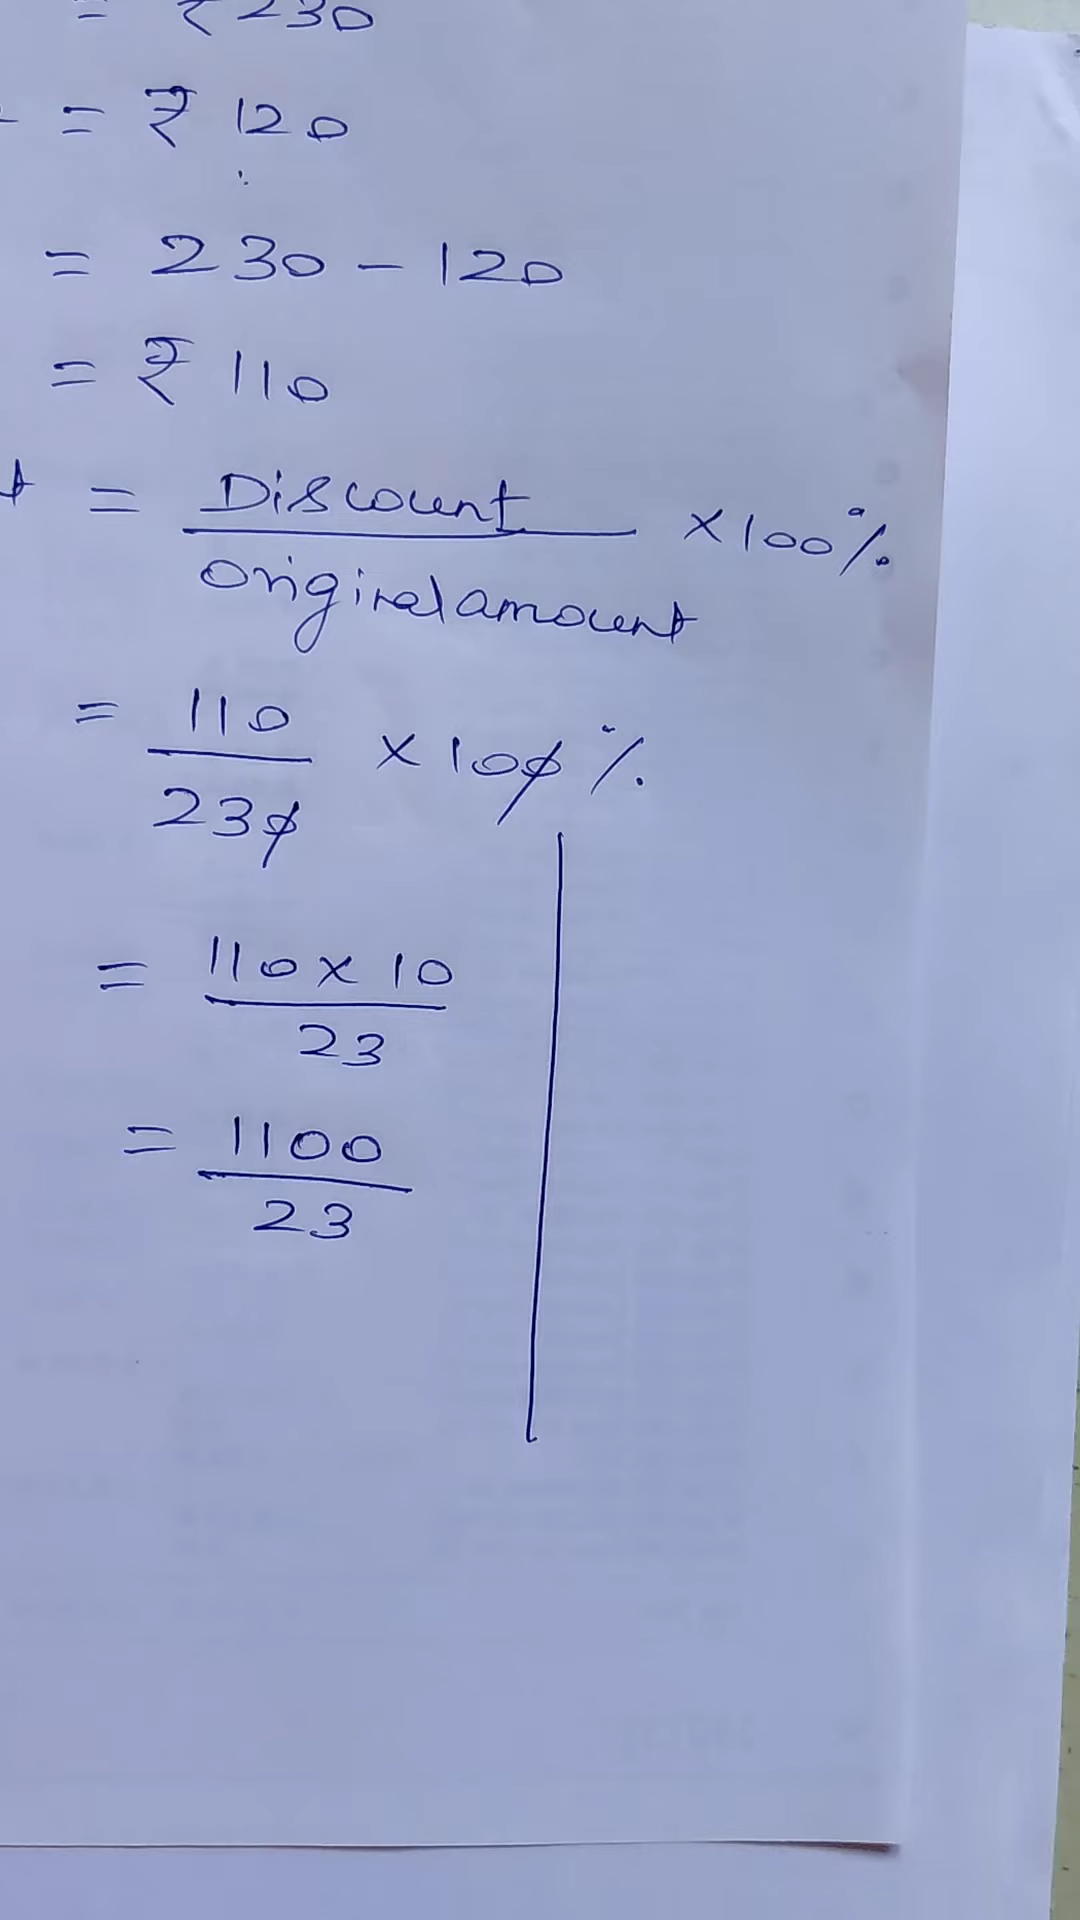 = ₹230
= ₹ 120
= 230 - 120
= ₹ 110
t = Discount × 100%
original amount
= 110 × 100 %
230
= 110 × 10
23
= 1100
23